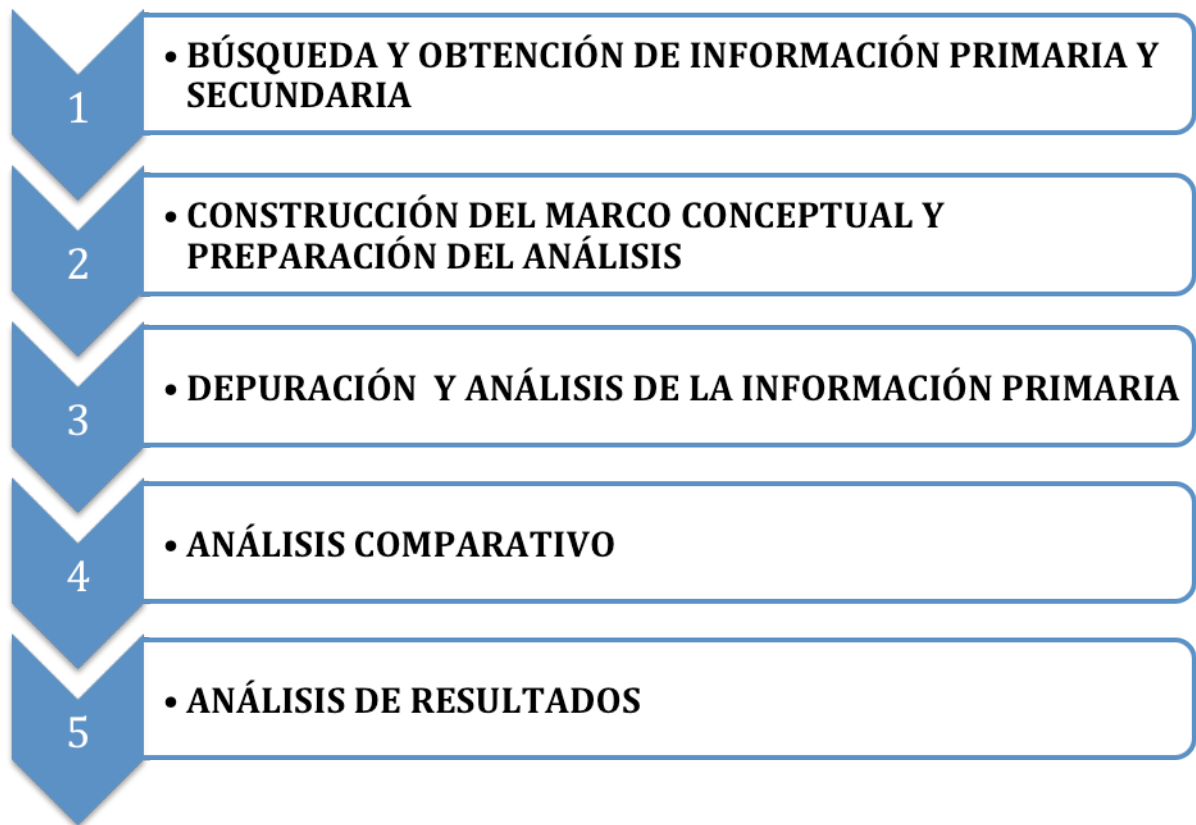 1
• BÚSQUEDA Y OBTENCIÓN DE INFORMACIÓN PRIMARIA Y
SECUNDARIA
2
• CONSTRUCCIÓN DEL MARCO CONCEPTUAL Y
PREPARACIÓN DEL ANÁLISIS
3
• DEPURACIÓN  Y ANÁLISIS DE LA INFORMACIÓN PRIMARIA
4
• ANÁLISIS COMPARATIVO
5
• ANÁLISIS DE RESULTADOS